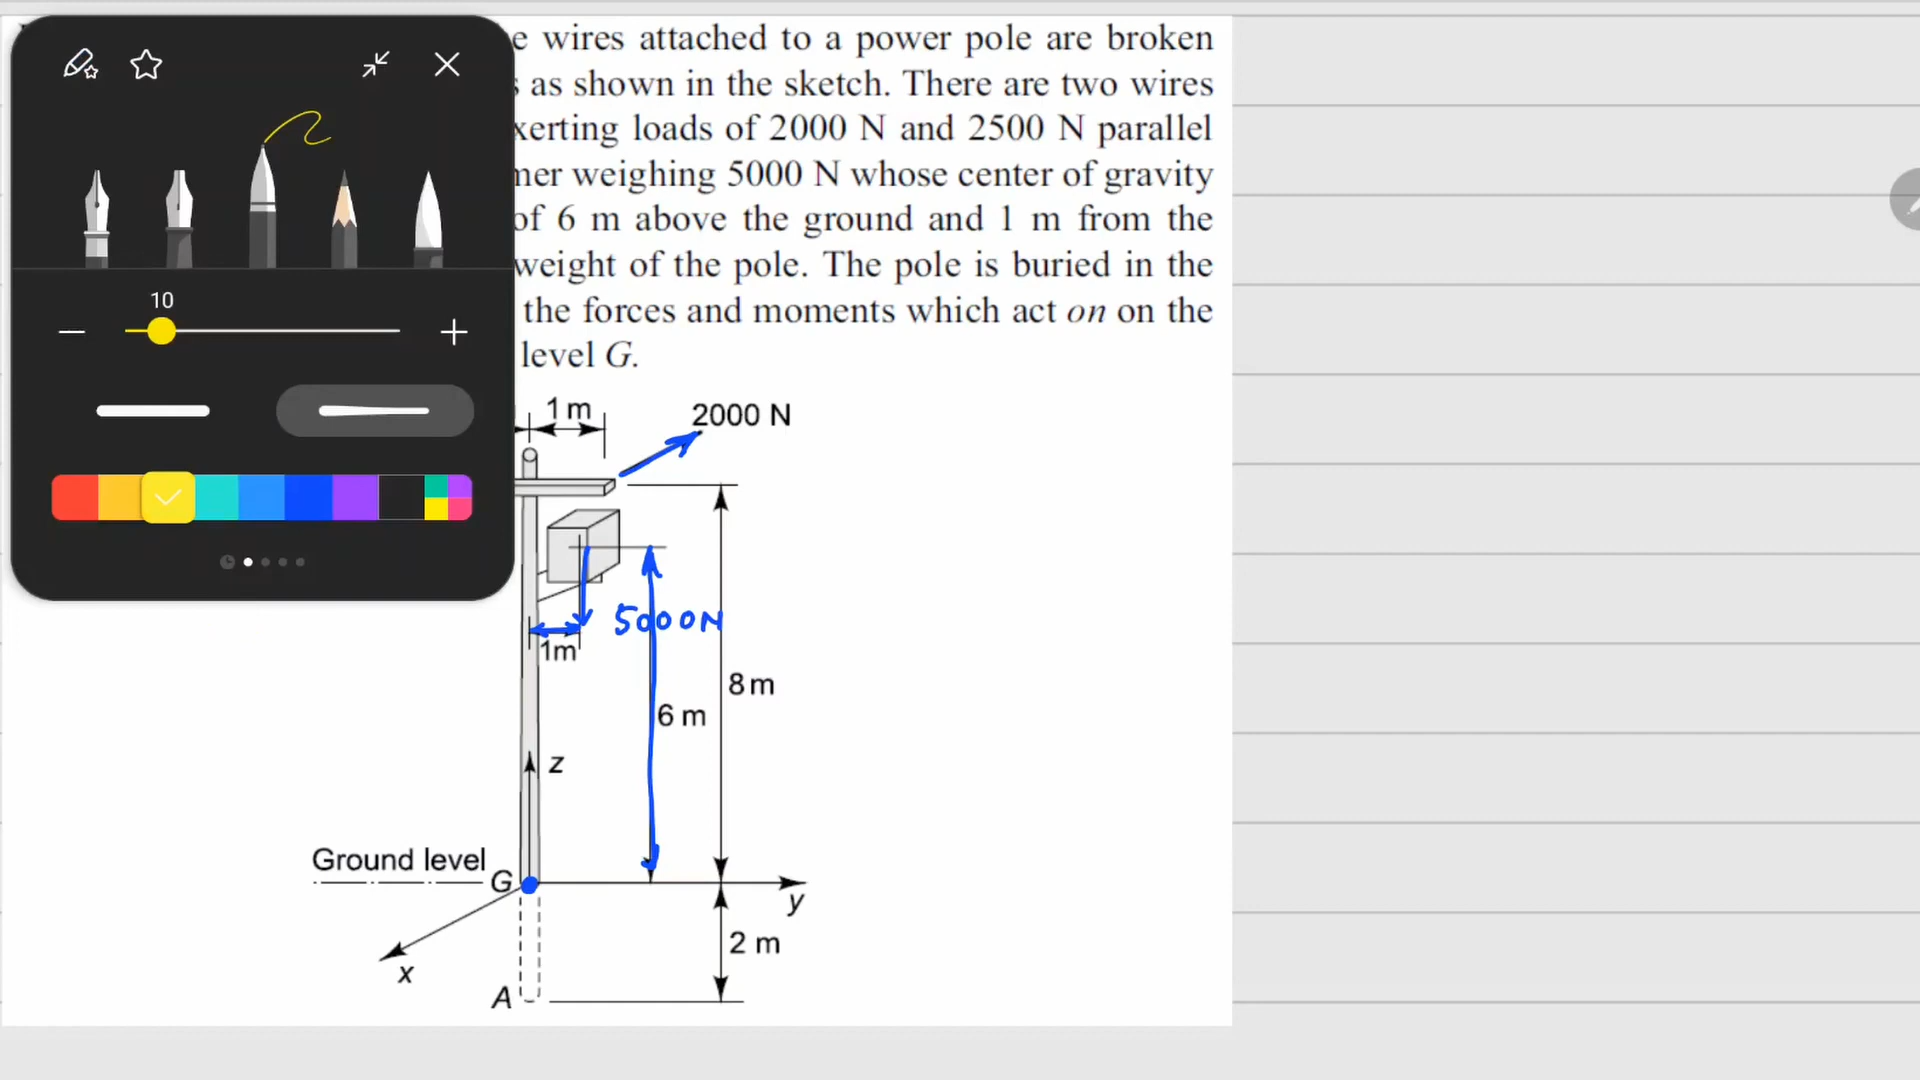 e wires attached to a power pole are broken
as shown in the sketch. There are two wires
xerting loads of 2000 N and 2500 N parallel
ner weighing 5000 N whose center of gravity
of 6 m above the ground and 1 m from the
weight of the pole. The pole is buried in the
the forces and moments which act on on the
level G.
10
1 m
2000 N
5000N
1m
8 m
6 m
z
Ground level
G
y
2 m
x
A